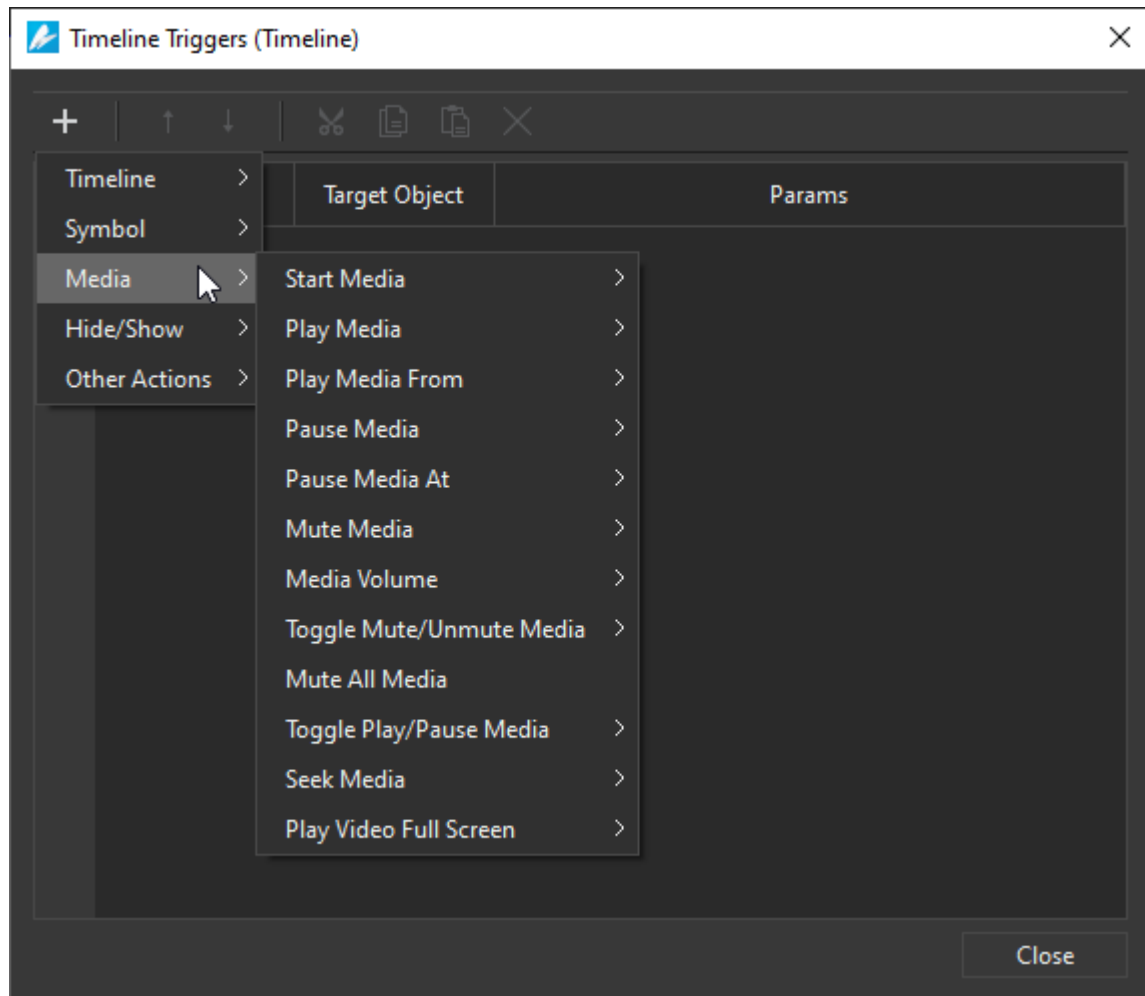 Timeline Triggers (Timeline)
Target Object
Params
Timeline
Symbol
Media
Hide/Show
Other Actions
Start Media
Play Media
Play Media From
Pause Media
Pause Media At
Mute Media
Media Volume
Toggle Mute/Unmute Media
Mute All Media
Toggle Play/Pause Media
Seek Media
Play Video Full Screen
Close